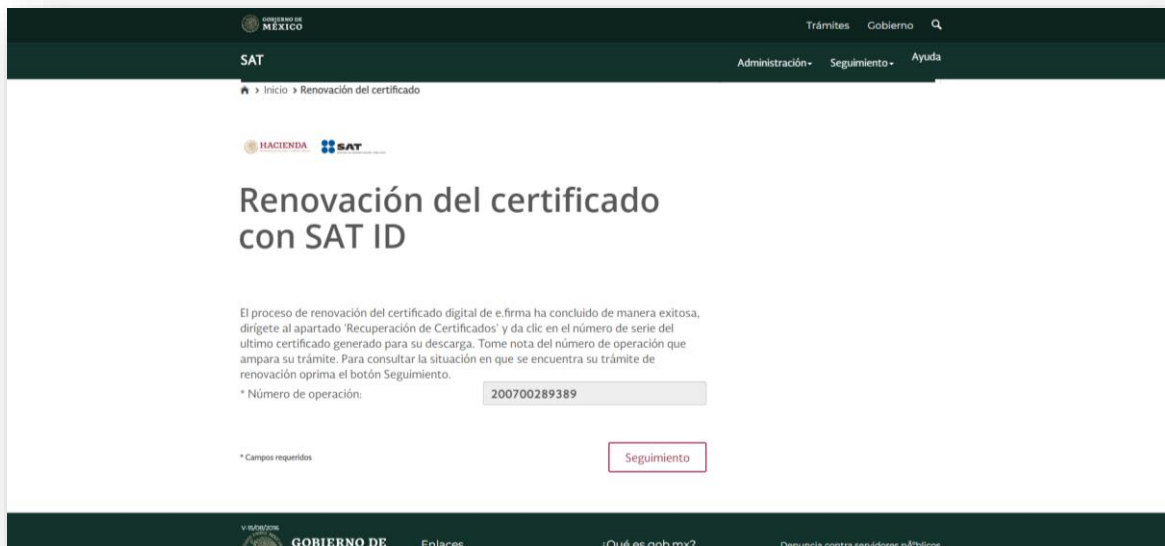 GOBIERNO DE
MÉXICO
Trámites Gobierno
SAT
Administración Seguimiento Ayuda
> Inicio > Renovación del certificado
HACIENDA SAT
Renovación del certificado
con SAT ID
El proceso de renovación del certificado digital de e.firma ha concluido de manera exitosa,
dirígete al apartado 'Recuperación de Certificados' y da clic en el número de serie del
ultimo certificado generado para su descarga. Tome nota del número de operación que
ampara su trámite. Para consultar la situación en que se encuentra su trámite de
renovación oprima el botón Seguimiento.
* Número de operación: 200700289389
* Campos requeridos
Seguimiento
GOBIERNO DE Enlaces ¿Qué es gob.mx? Denuncia contra servidores